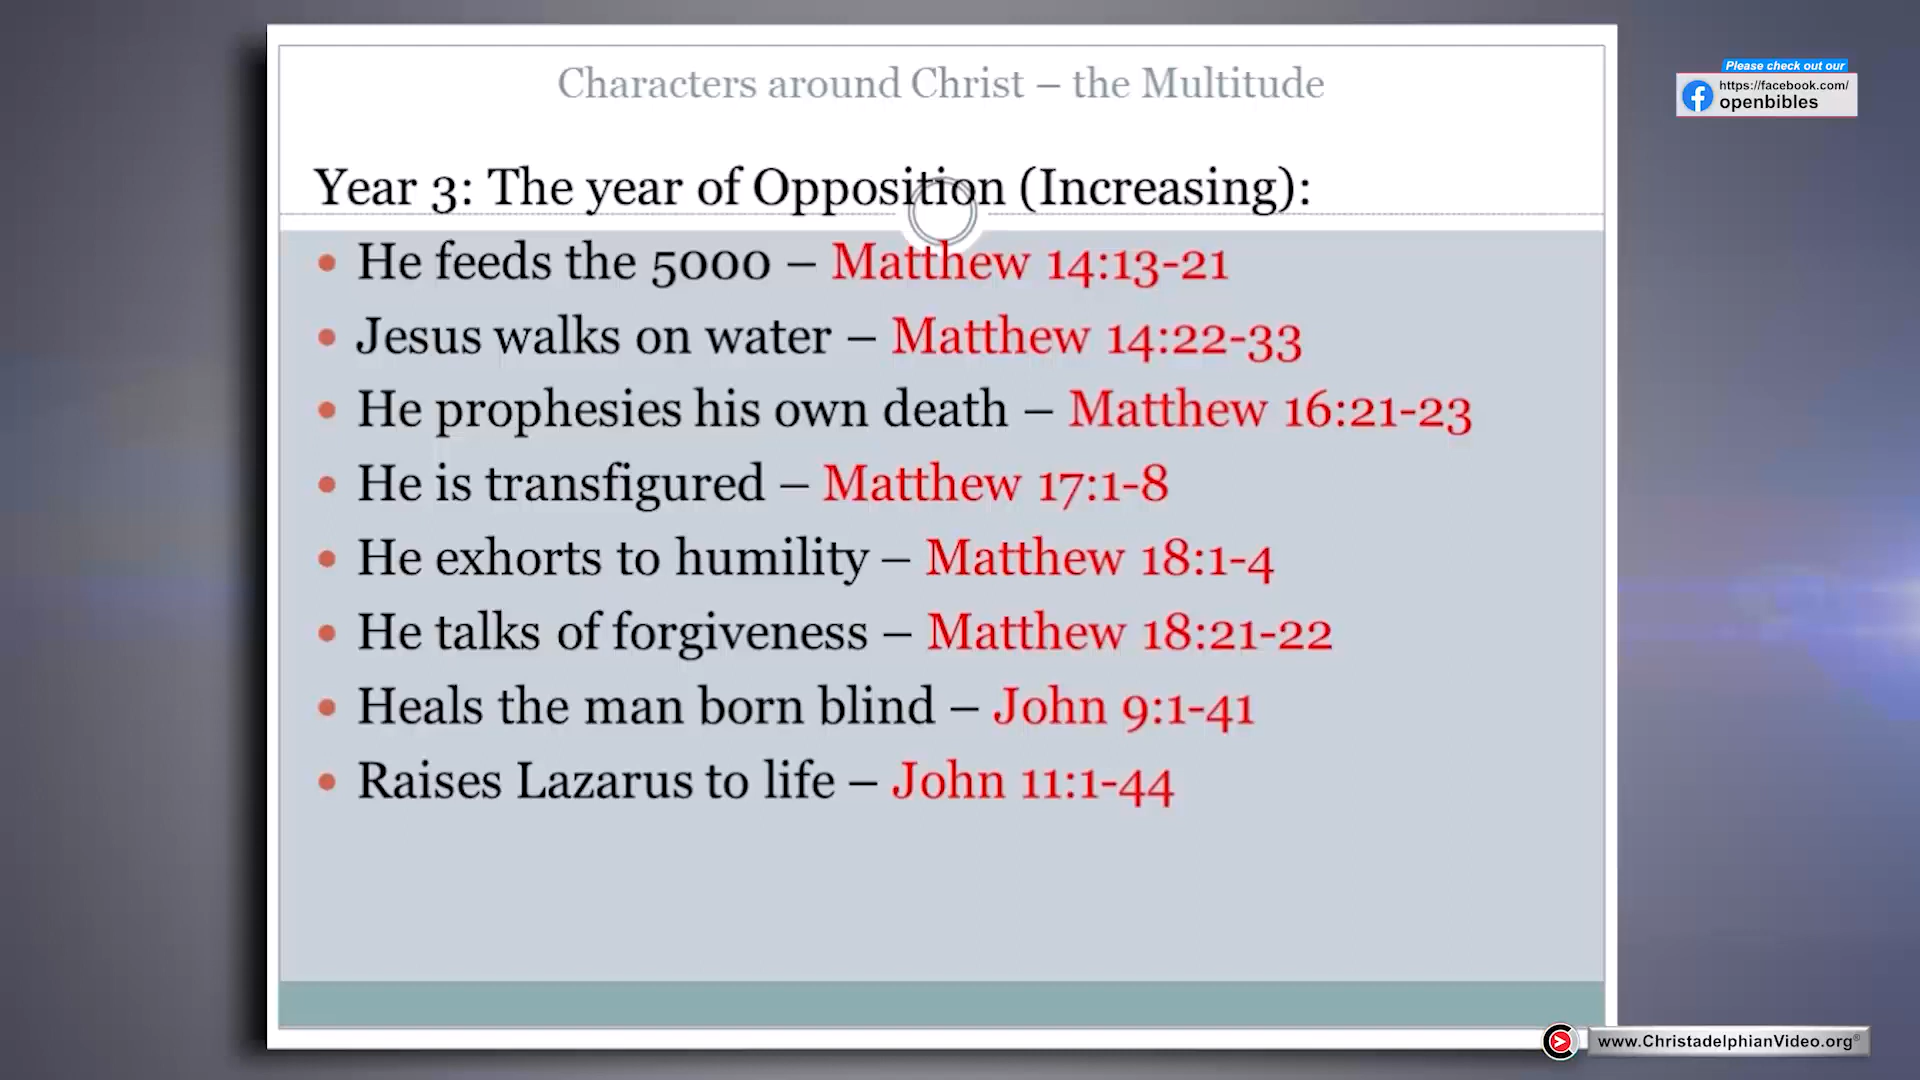 Characters around Christ – the Multitude
Please check out our
https://facebook.com/
openbibles
Year 3: The year of Opposition (Increasing):
• He feeds the 5000 – Matthew 14:13-21
• Jesus walks on water – Matthew 14:22-33
• He prophesies his own death – Matthew 16:21-23
• He is transfigured – Matthew 17:1-8
• He exhorts to humility – Matthew 18:1-4
• He talks of forgiveness – Matthew 18:21-22
• Heals the man born blind – John 9:1-41
• Raises Lazarus to life – John 11:1-44
www.ChristadelphianVideo.org®